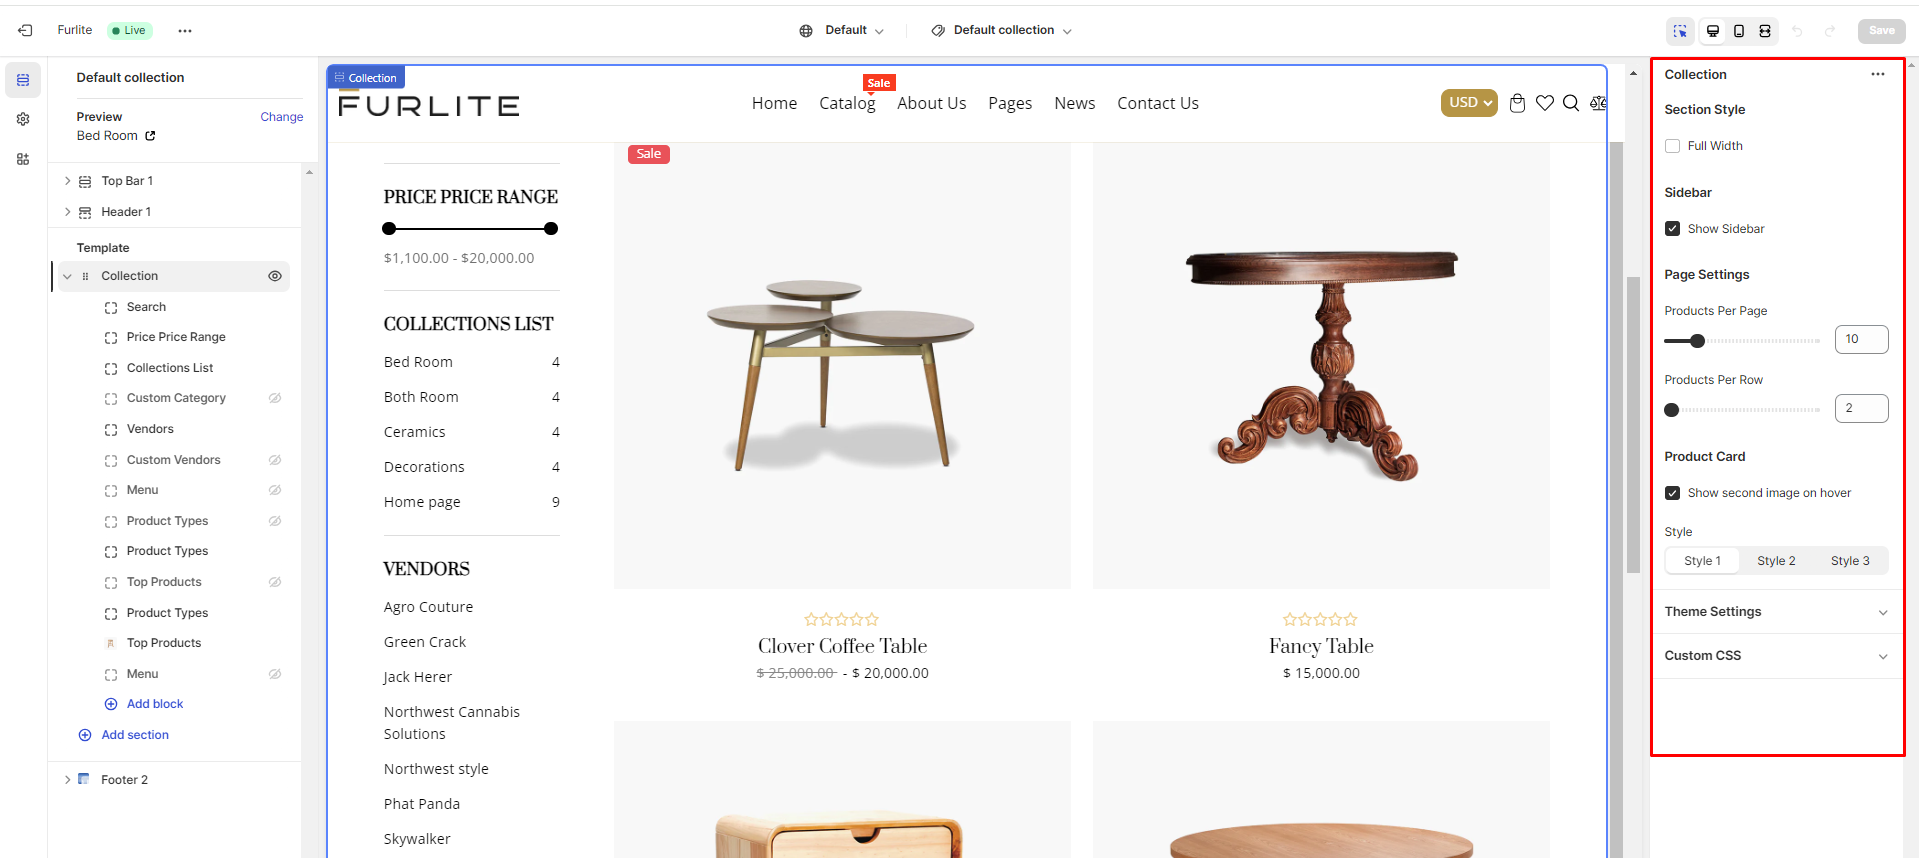 Furlite
Live
Default
Default collection
Save
Default collection
Preview
Change
Bed Room
Top Bar 1
Header 1
Template
Collection
Search
Price Price Range
Collections List
Custom Category
Vendors
Custom Vendors
Menu
Product Types
Product Types
Top Products
Product Types
Top Products
Menu
Add block
Add section
Footer 2
Collection
FURLITE
Sale
Home Catalog About Us Pages News Contact Us
USD
PRICE PRICE RANGE
$1,100.00 - $20,000.00
COLLECTIONS LIST
Bed Room 4
Both Room 4
Ceramics 4
Decorations 4
Home page 9
VENDORS
Agro Couture
Green Crack
Jack Herer
Northwest Cannabis
Solutions
Northwest style
Phat Panda
Skywalker
Sale
Clover Coffee Table
$ 25,000.00 - $ 20,000.00
Fancy Table
$ 15,000.00
Collection
Section Style
Full Width
Sidebar
Show Sidebar
Page Settings
Products Per Page
10
Products Per Row
2
Product Card
Show second image on hover
Style
Style 1 Style 2 Style 3
Theme Settings
Custom CSS